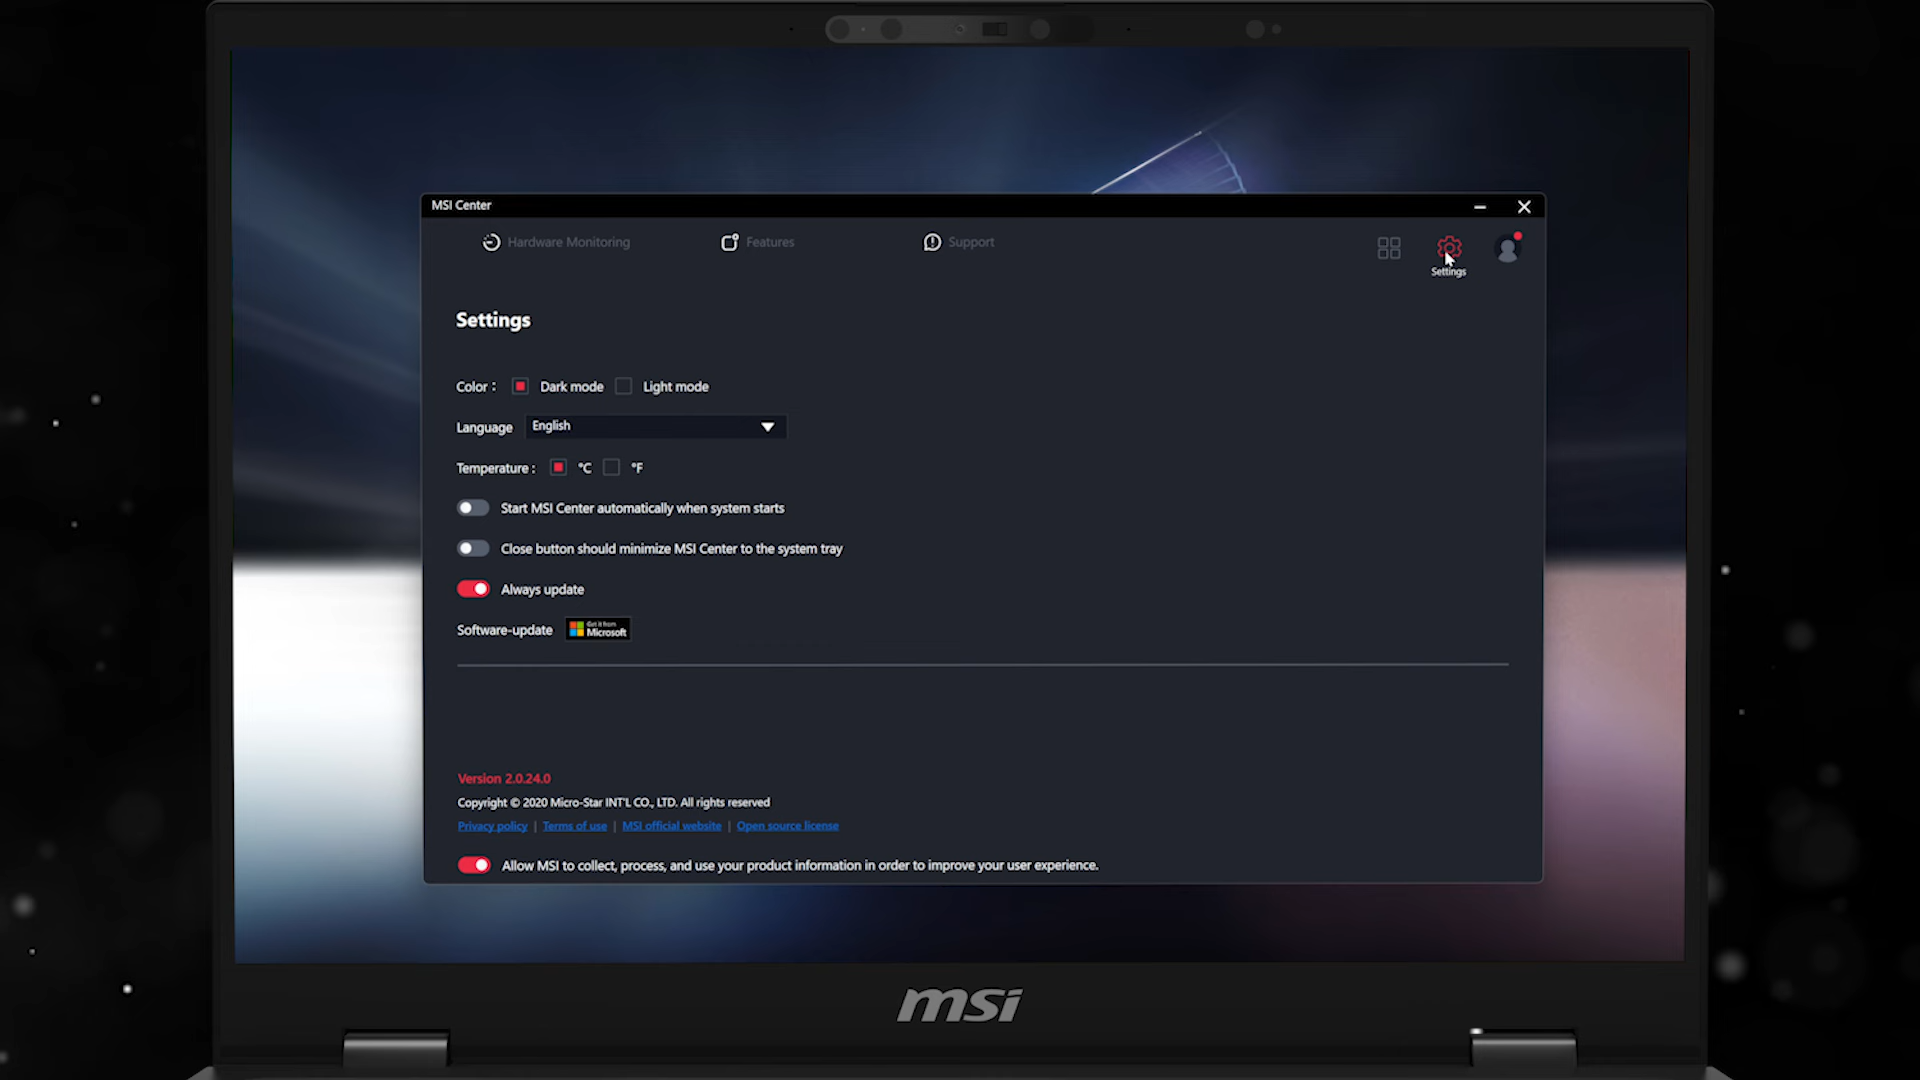 MSI Center
Hardware Monitoring
Features
Support
Settings
Settings
Color :
Dark mode
Light mode
Language
English
Temperature :
°C
°F
Start MSI Center automatically when system starts
Close button should minimize MSI Center to the system tray
Always update
Software-update
Get it from
Microsoft
Version 2.0.24.0
Copyright © 2020 Micro-Star INT'L CO., LTD. All rights reserved
Privacy policy | Terms of use | MSI official website | Open source license
Allow MSI to collect, process, and use your product information in order to improve your user experience.
msi